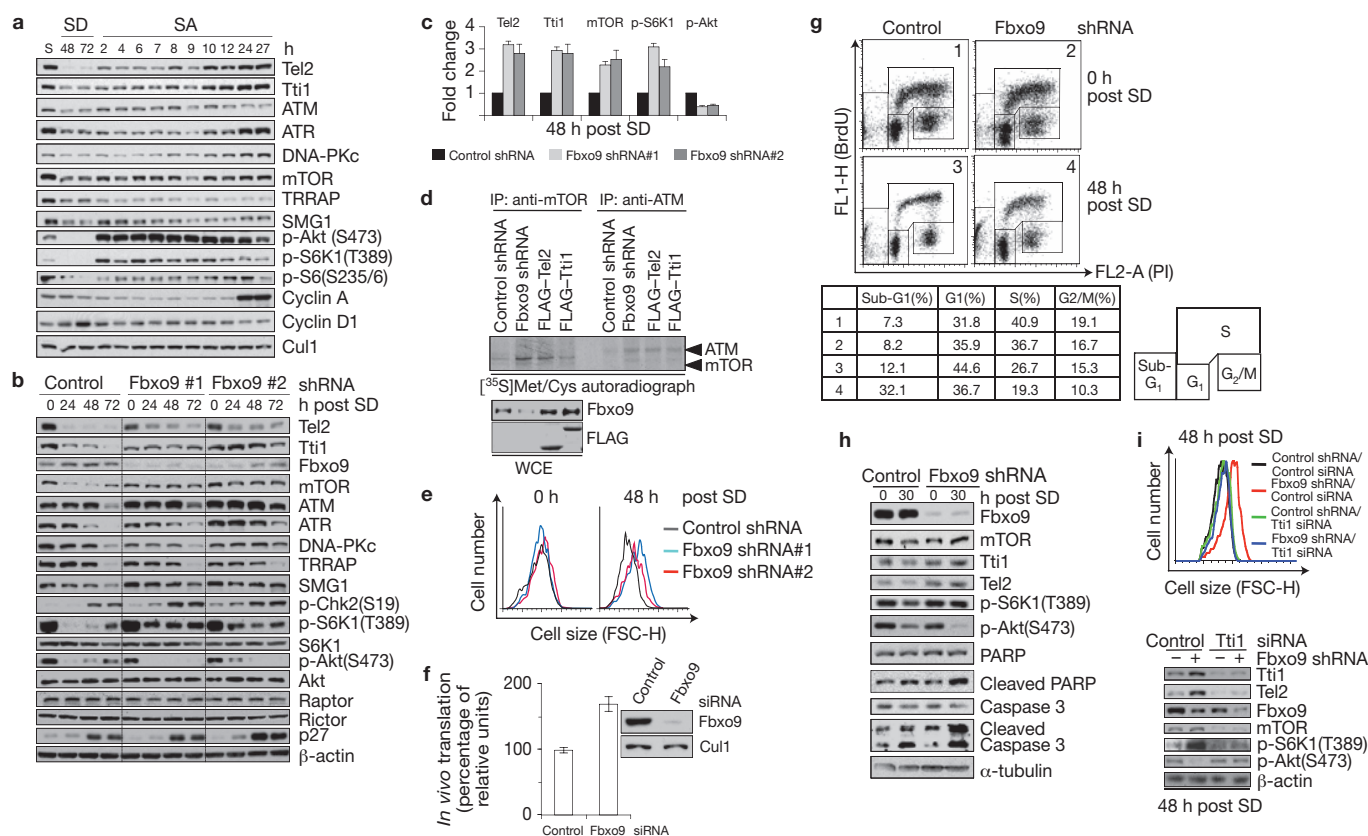 a
SD SA
S 48 72 2 4 6 7 8 9 10 12 24 27 h
Tel2
Tti1
ATM
ATR
DNA-PKc
mTOR
TRRAP
SMG1
p-Akt (S473)
p-S6K1(T389)
p-S6(S235/6)
Cyclin A
Cyclin D1
Cul1
b
Control Fbxo9 #1 Fbxo9 #2 shRNA
0 24 48 72 0 24 48 72 0 24 48 72 h post SD
Tel2
Tti1
Fbxo9
mTOR
ATM
ATR
DNA-PKc
TRRAP
SMG1
p-Chk2(S19)
p-S6K1(T389)
S6K1
p-Akt(S473)
Akt
Raptor
Rictor
p27
β-actin
c
Tel2 Tti1 mTOR p-S6K1 p-Akt
Fold change
4
3
2
1
0
48 h post SD
Control shRNA Fbxo9 shRNA#1 Fbxo9 shRNA#2
d
IP: anti-mTOR IP: anti-ATM
Control shRNA
Fbxo9 shRNA
FLAG–Tel2
FLAG–Tti1
Control shRNA
Fbxo9 shRNA
FLAG–Tel2
FLAG–Tti1
ATM
mTOR
[35S]Met/Cys autoradiograph
Fbxo9
FLAG
WCE
e
0 h 48 h post SD
Cell number
Control shRNA
Fbxo9 shRNA#1
Fbxo9 shRNA#2
Cell size (FSC-H)
f
In vivo translation
(percentage of
relative units)
200
100
0
Control Fbxo9 siRNA
Control
Fbxo9
siRNA
Fbxo9
Cul1
g
Control Fbxo9 shRNA
1 2
0 h
post SD
3 4
48 h
post SD
FL1-H (BrdU)
FL2-A (PI)
Sub-G1(%) G1(%) S(%) G2/M(%)
1 7.3 31.8 40.9 19.1
2 8.2 35.9 36.7 16.7
3 12.1 44.6 26.7 15.3
4 32.1 36.7 19.3 10.3
S
Sub-
G1
G1
G2/M
h
Control Fbxo9 shRNA
0 30 0 30 h post SD
Fbxo9
mTOR
Tti1
Tel2
p-S6K1(T389)
p-Akt(S473)
PARP
Cleaved PARP
Caspase 3
Cleaved
Caspase 3
α-tubulin
i
48 h post SD
Cell number
Control shRNA/
Control siRNA
Fbxo9 shRNA/
Control siRNA
Control shRNA/
Tti1 siRNA
Fbxo9 shRNA/
Tti1 siRNA
Cell size (FSC-H)
Control Tti1 siRNA
– + – + Fbxo9 shRNA
Tti1
Tel2
Fbxo9
mTOR
p-S6K1(T389)
p-Akt(S473)
β-actin
48 h post SD